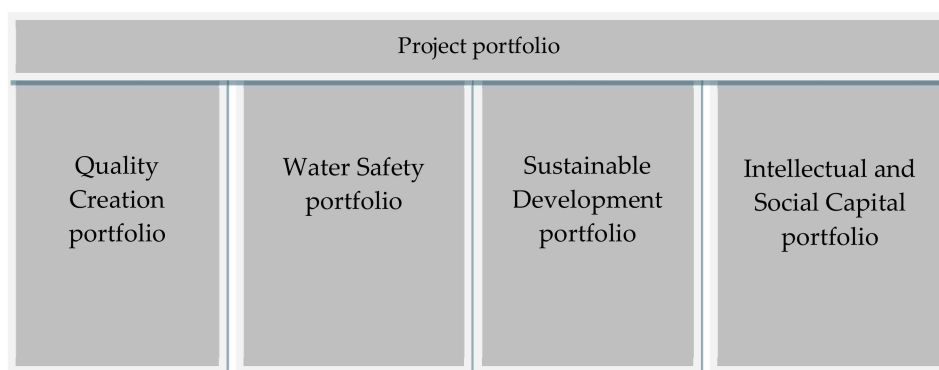 Project portfolio
Quality
Creation
portfolio
Water Safety
portfolio
Sustainable
Development
portfolio
Intellectual and
Social Capital
portfolio